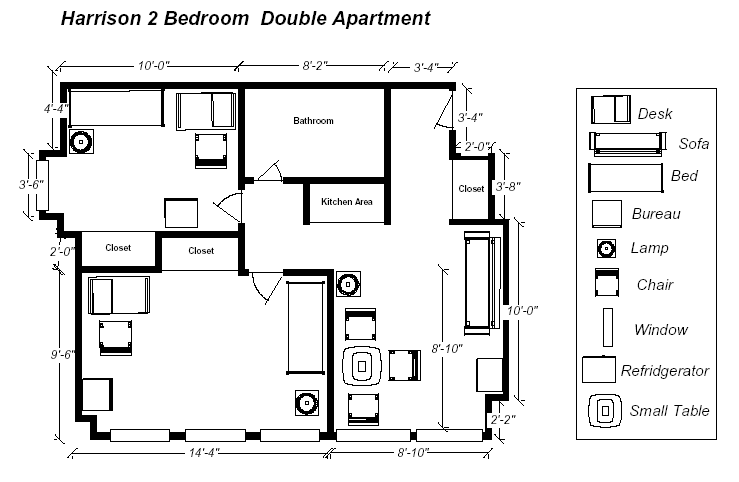 Harrison 2 Bedroom  Double Apartment
10'-0"
8'-2"
3'-4"
4'-4"
3'-4"
2'-0"
Bathroom
3'-6"
Closet
3'-8"
Kitchen Area
2'-0"
Closet
Closet
10'-0"
9'-6"
8'-10"
2'-2"
14'-4"
8'-10"
Desk
Sofa
Bed
Bureau
Lamp
Chair
Window
Refridgerator
Small Table